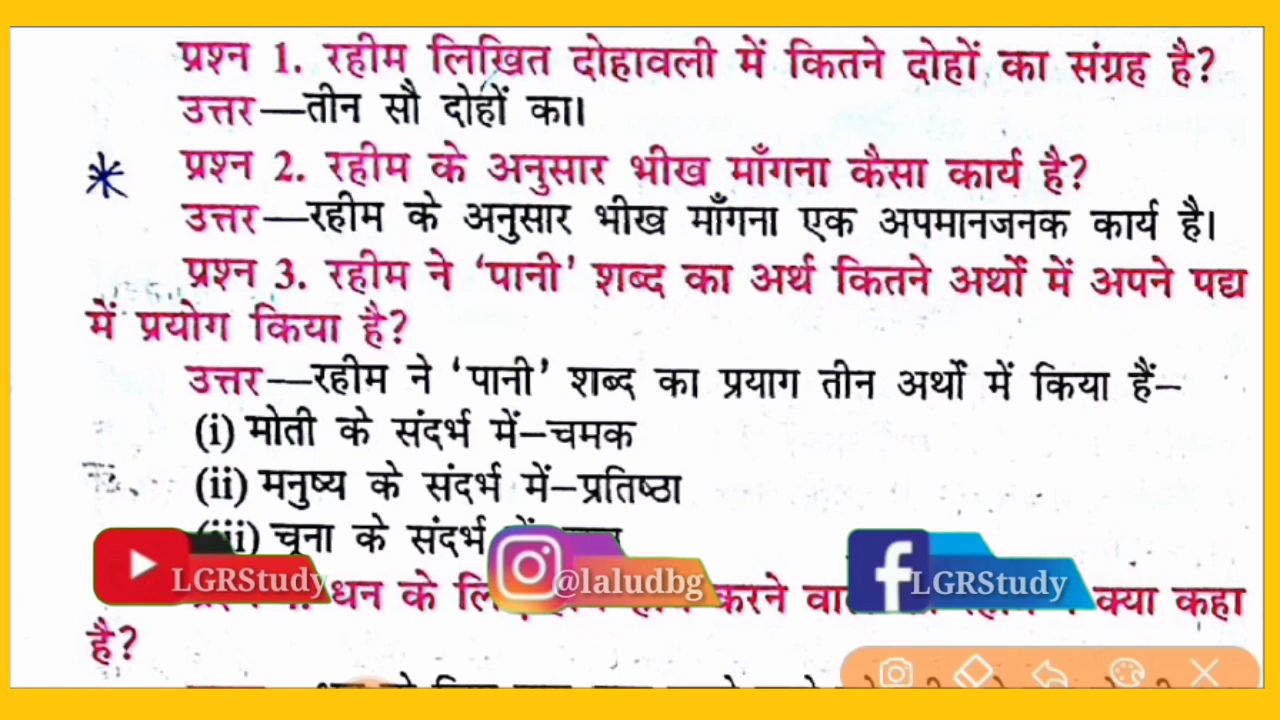 प्रश्न 1. रहीम लिखित दोहावली में कितने दोहों का संग्रह है?
उत्तर—तीन सौ दोहों का।
प्रश्न 2. रहीम के अनुसार भीख माँगना कैसा कार्य है?
उत्तर—रहीम के अनुसार भीख माँगना एक अपमानजनक कार्य है।
प्रश्न 3. रहीम ने ‘पानी’ शब्द का अर्थ कितने अर्थों में अपने पद्य
में प्रयोग किया है?
उत्तर—रहीम ने ‘पानी’ शब्द का प्रयाग तीन अर्थों में किया हैं–
(i) मोती के संदर्भ में–चमक
(ii) मनुष्य के संदर्भ में–प्रतिष्ठा
(iii) चूना के संदर्भ में
LGRStudy @laludbg LGRStudy
धन के करने क्या कहा
है?